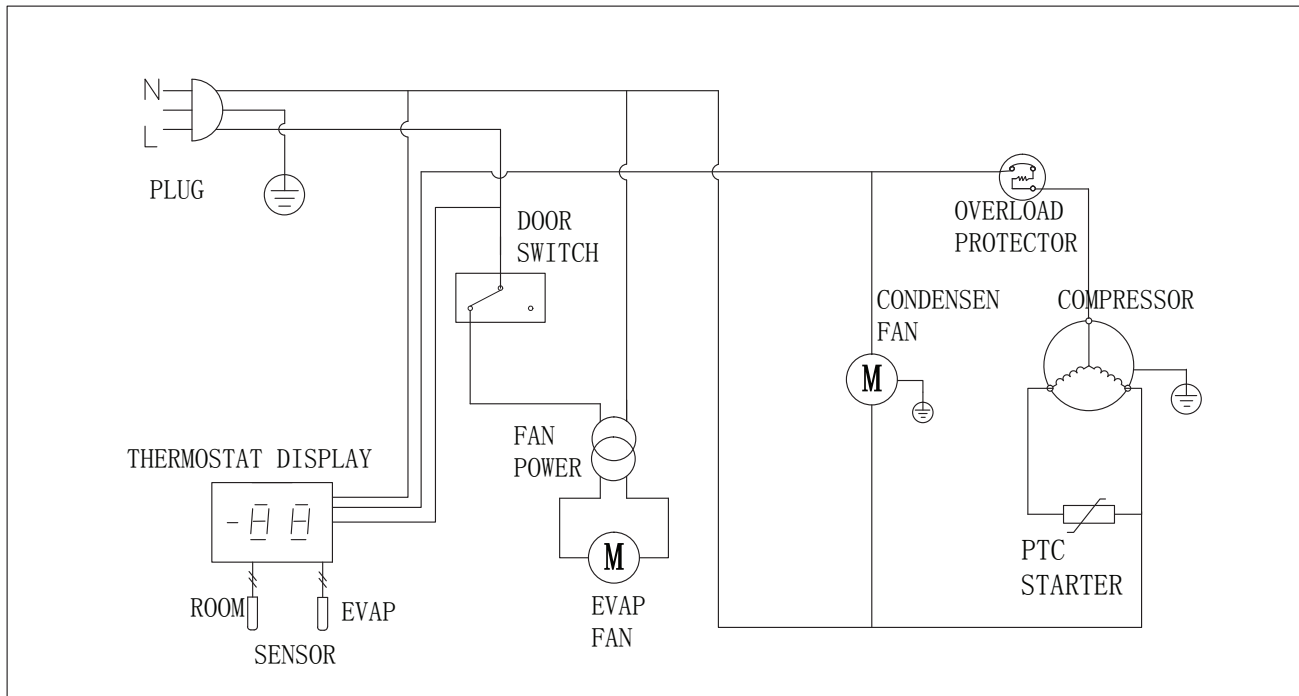 N
L
PLUG
DOOR
SWITCH
OVERLOAD
PROTECTOR
CONDENSEN
FAN
COMPRESSOR
M
FAN
POWER
THERMOSTAT DISPLAY
-88
M
PTC
STARTER
ROOM
EVAP
EVAP
FAN
SENSOR